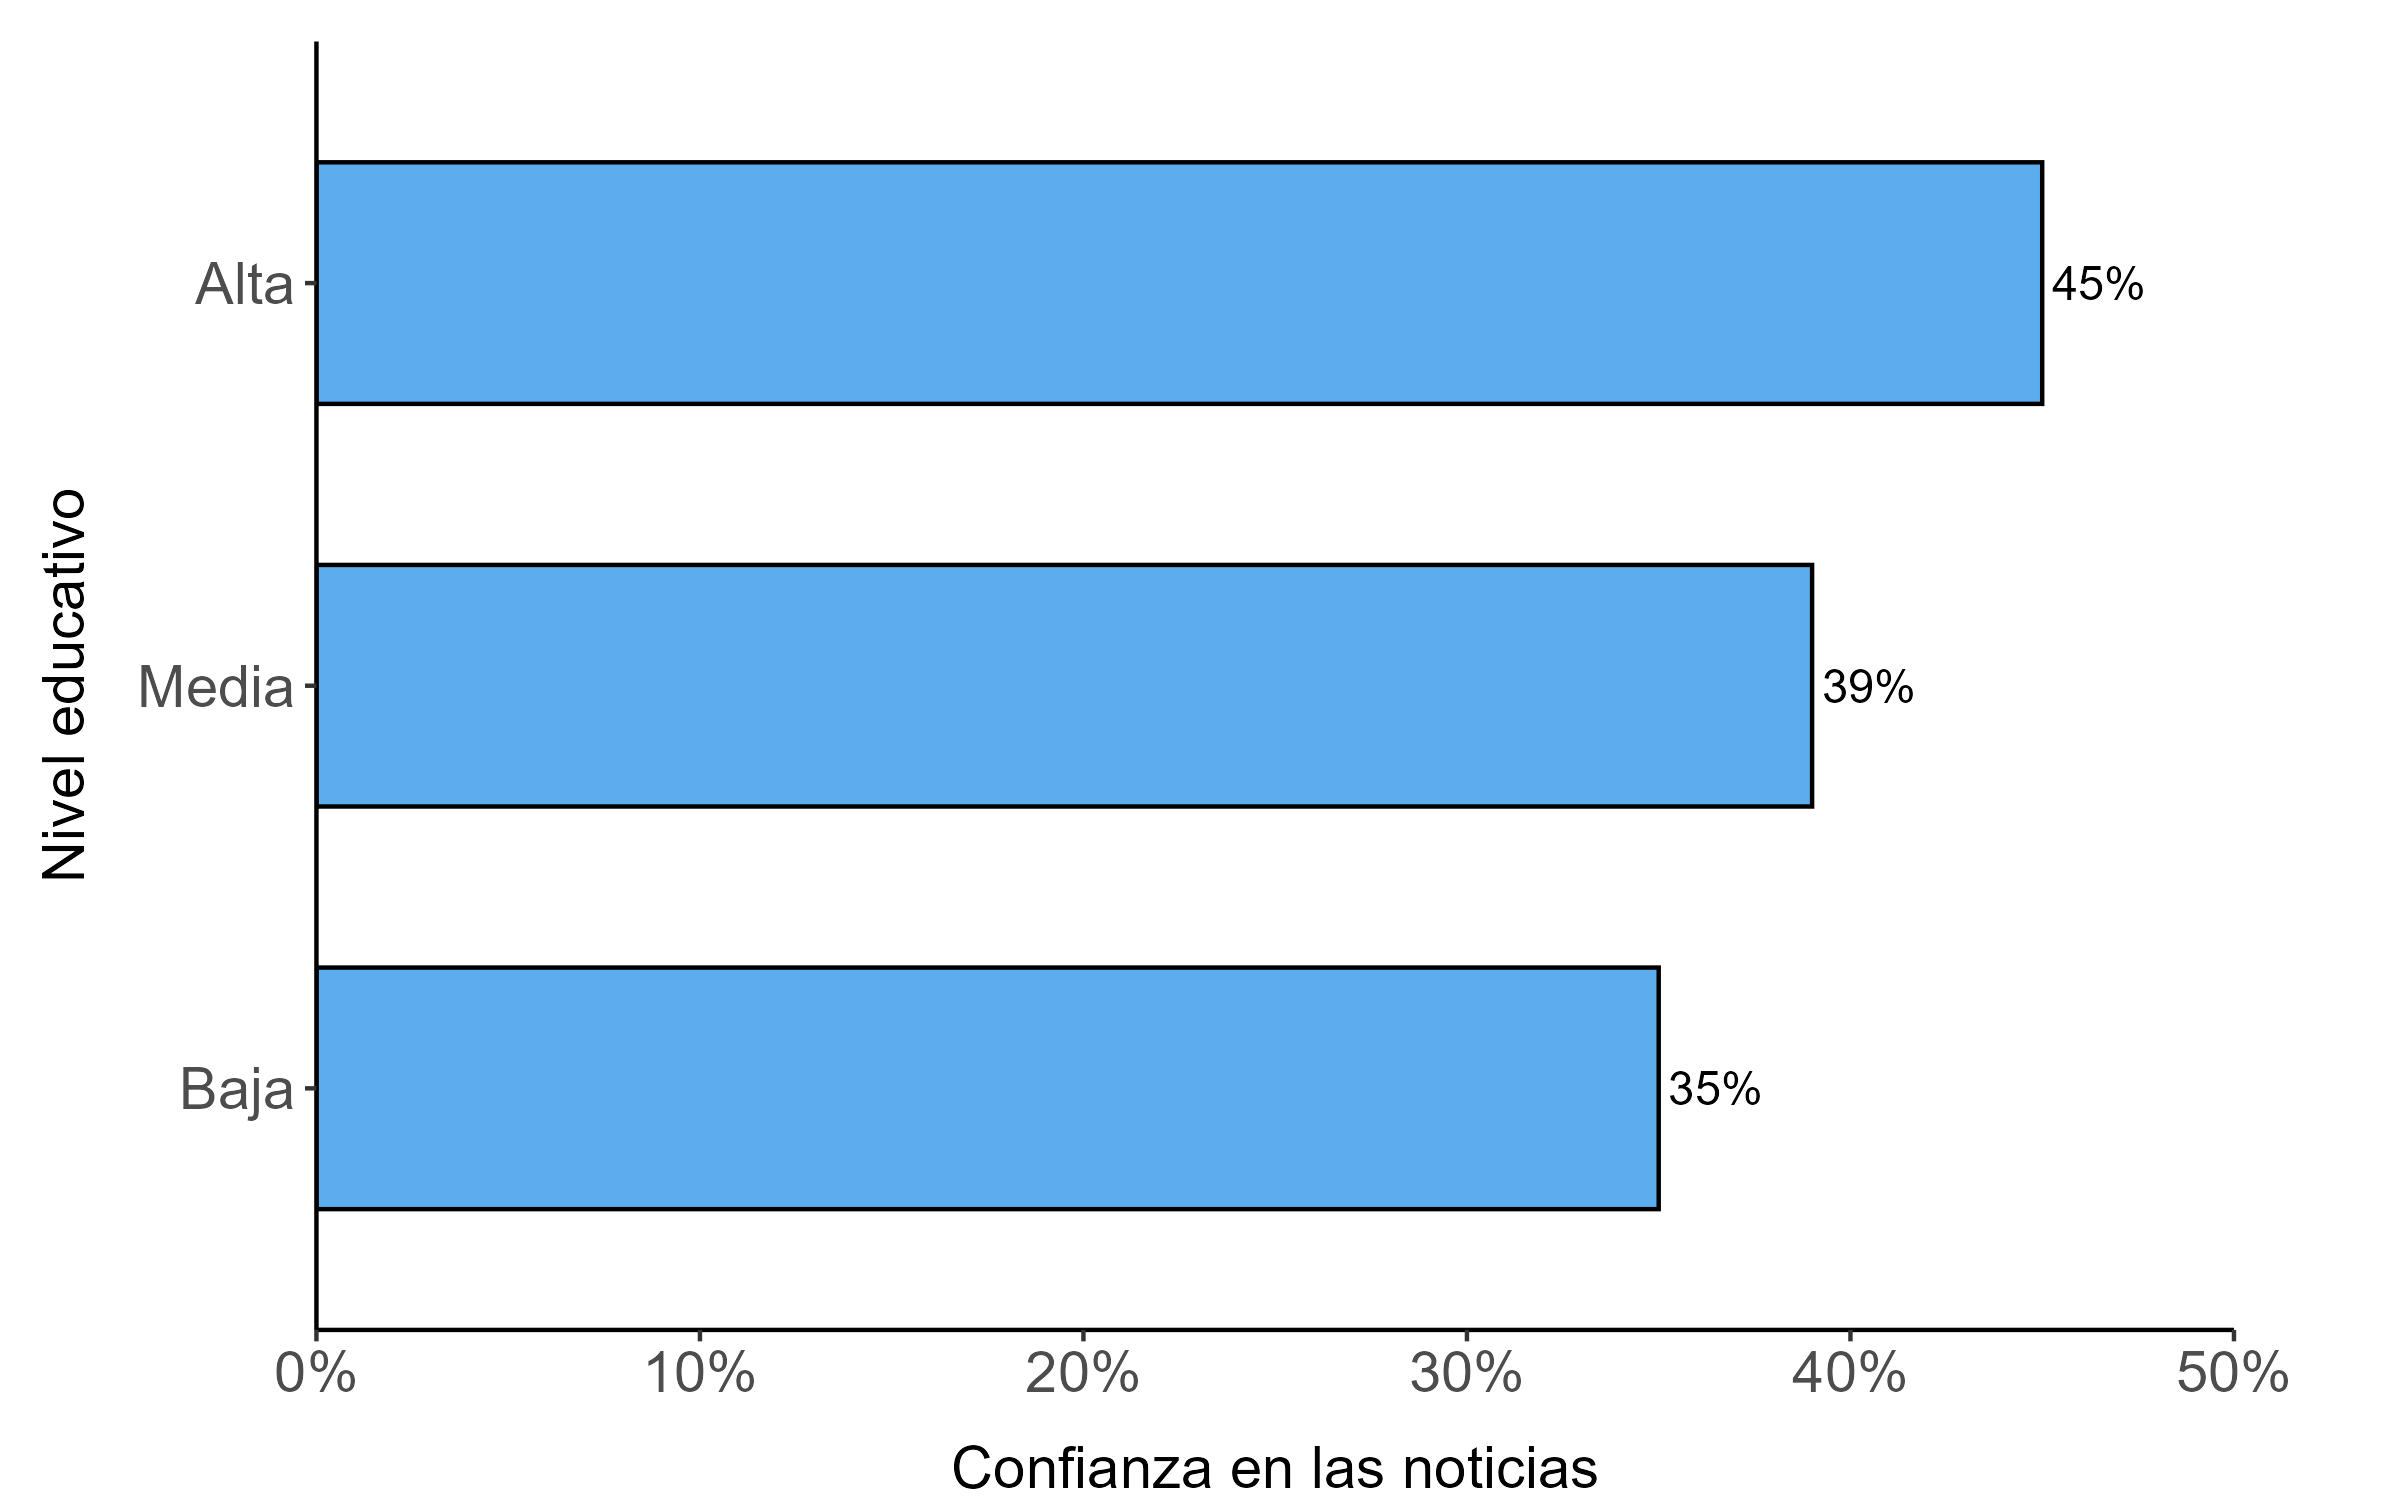 Nivel educativo
Alta
45%
Media
39%
Baja
35%
0% 10% 20% 30% 40% 50%
Confianza en las noticias